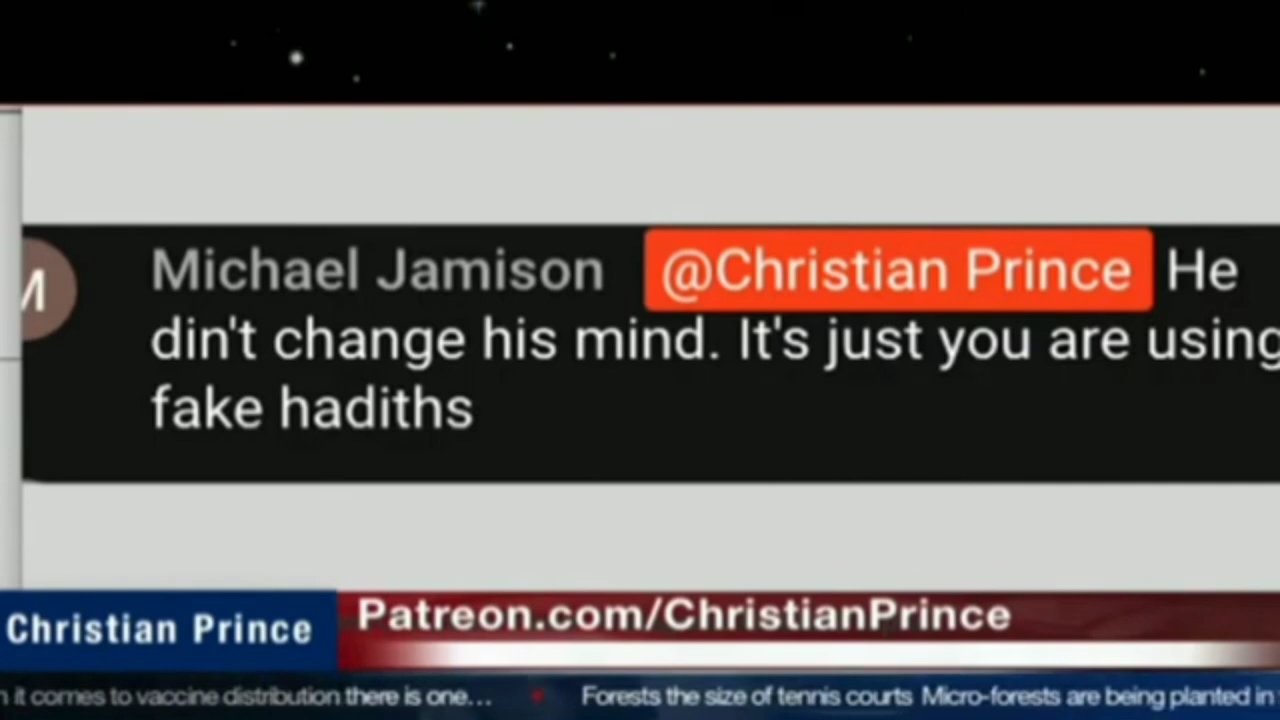 M
Michael Jamison @Christian Prince He
din't change his mind. It's just you are using
fake hadiths
Christian Prince
Patreon.com/ChristianPrince
it comes to vaccine distribution there is one... Forests the size of tennis courts Micro-forests are being planted in